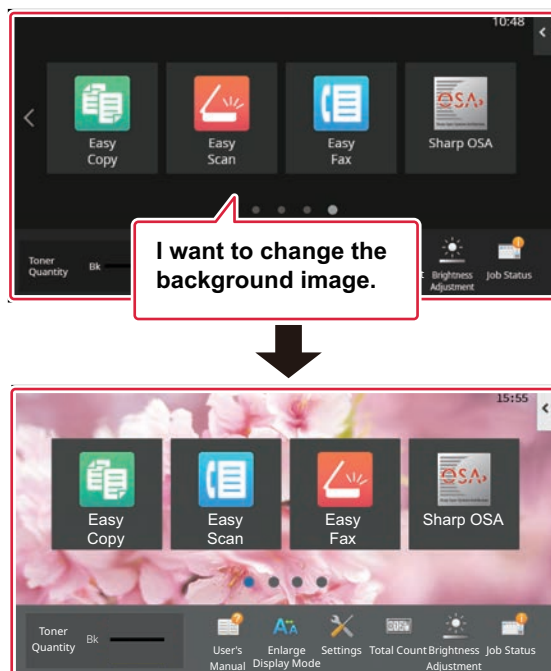 10:48
Easy Easy Easy Sharp OSA
Copy Scan Fax
I want to change the
background image.
Toner
Quantity Bk
t Brightness Job Status
Adjustment
15:55
Easy Easy Easy Sharp OSA
Copy Scan Fax
Toner
Quantity Bk
User's Enlarge Settings Total Count Brightness Job Status
Manual Display Mode Adjustment